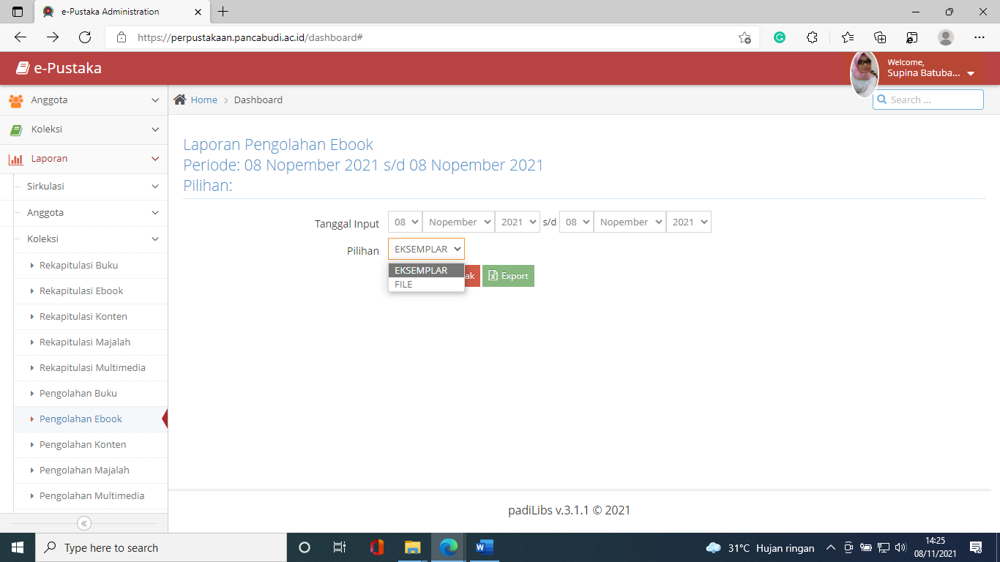 e-Pustaka Administration
https://perpustakaan.pancabudi.ac.id/dashboard#
e-Pustaka
Welcome,
Supina Batuba...
Anggota
Koleksi
Laporan
Sirkulasi
Anggota
Koleksi
Rekapitulasi Buku
Rekapitulasi Ebook
Rekapitulasi Konten
Rekapitulasi Majalah
Rekapitulasi Multimedia
Pengolahan Buku
Pengolahan Ebook
Pengolahan Konten
Pengolahan Majalah
Pengolahan Multimedia
Home > Dashboard
Search ...
Laporan Pengolahan Ebook
Periode: 08 Nopember 2021 s/d 08 Nopember 2021
Pilihan:
Tanggal Input 08 Nopember 2021 s/d 08 Nopember 2021
Pilihan EKSEMPLAR
EKSEMPLAR
FILE
ak Export
padiLibs v.3.1.1 © 2021
Type here to search
31°C Hujan ringan
14:25
08/11/2021